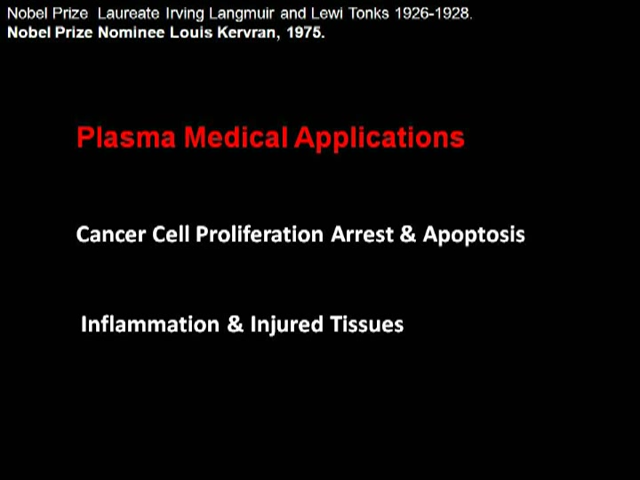 Nobel Prize Laureate Irving Langmuir and Lewi Tonks 1926-1928.
Nobel Prize Nominee Louis Kervran, 1975.
Plasma Medical Applications
Cancer Cell Proliferation Arrest & Apoptosis
Inflammation & Injured Tissues